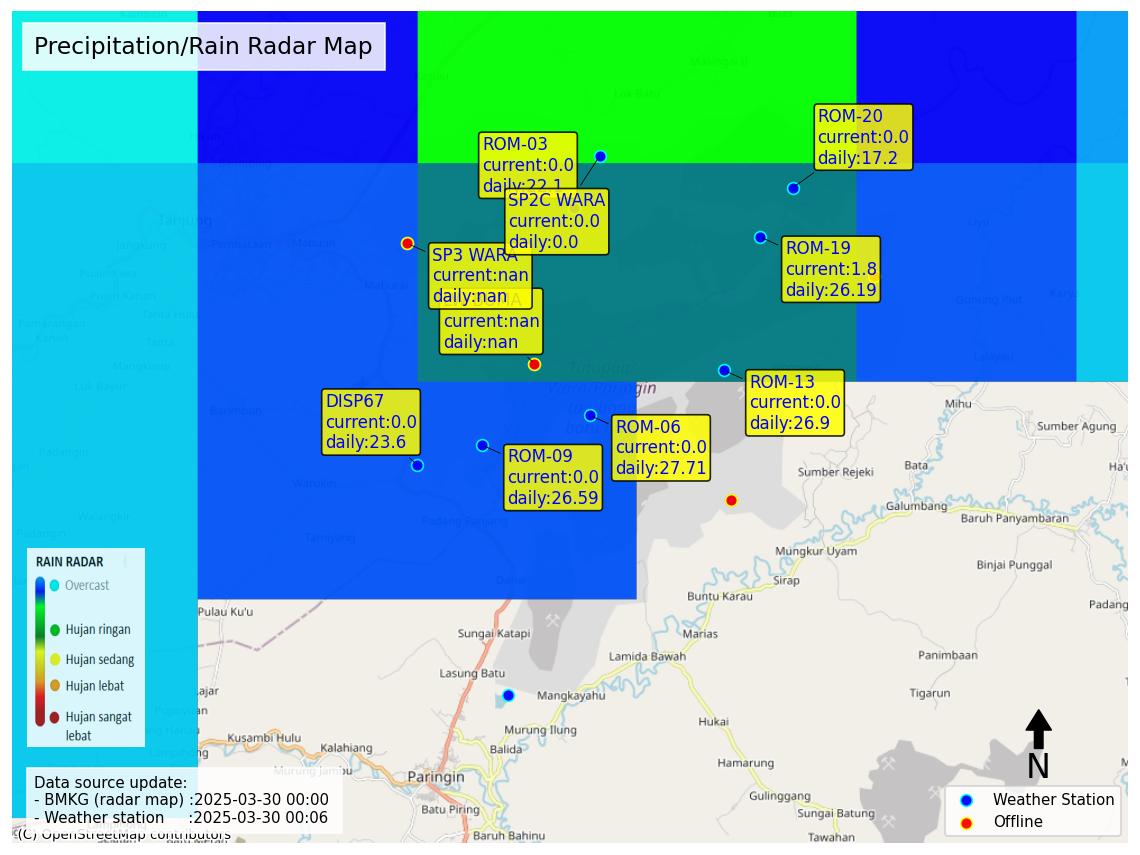 Precipitation/Rain Radar Map
ROM-20
current:0.0
daily:17.2
ROM-03
current:0.0
daily:22.1
SP2C WARA
current:0.0
daily:0.0
ROM-19
current:1.8
daily:26.19
SP3 WARA
current:nan
daily:nan
current:nan
daily:nan
ROM-13
current:0.0
daily:26.9
DISP67
current:0.0
daily:23.6
ROM-06
current:0.0
daily:27.71
ROM-09
current:0.0
daily:26.59
Lok Batu
Tanjung
Maburai
Mihu
Sumber Agung
Sumber Rejeki
Bata
Galumbang
Baruh Panyambaran
Mungkur Uyam
Binjai Punggal
Sirap
Buntu Karau
Padang
Pulau Ku'u
Sungai Katapi
Marias
Lamida Bawah
Panimbaan
Lasung Batu
Mangkayahu
Tigarun
Hukai
Murung Ilung
Kusambi Hulu
Kalahiang
Balida
Hamarung
Murung Jambu
Paringin
Gulinggang
Batu Piring
Sungai Batung
Baruh Bahinu
Tawahan
RAIN RADAR
Overcast
Hujan ringan
Hujan sedang
Hujan lebat
Hujan sangat
lebat
Data source update:
- BMKG (radar map) :2025-03-30 00:00
- Weather station :2025-03-30 00:06
(C) OpenStreetMap contributors
N
Weather Station
Offline